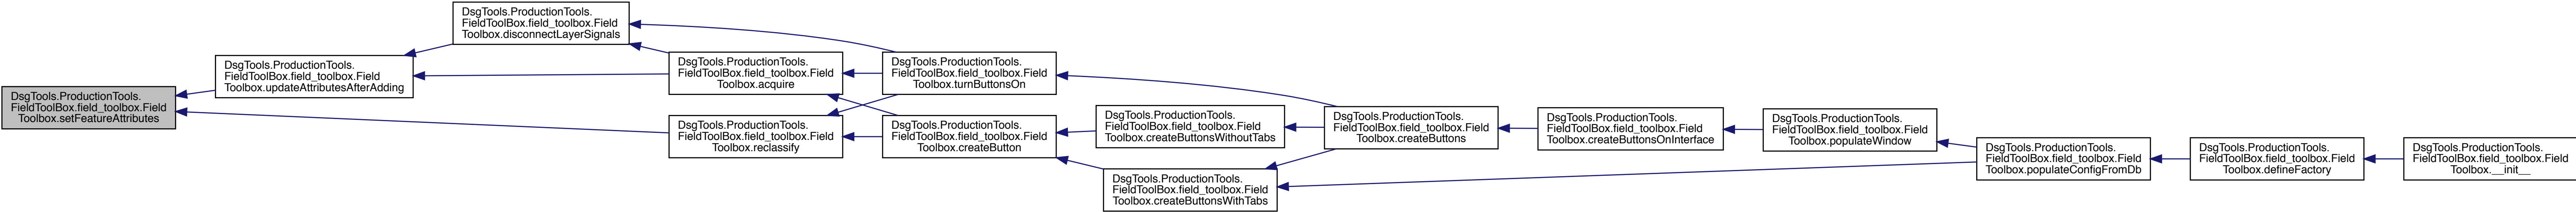 DsgTools.ProductionTools.
FieldToolBox.field_toolbox.Field
Toolbox.setFeatureAttributes
DsgTools.ProductionTools.
FieldToolBox.field_toolbox.Field
Toolbox.updateAttributesAfterAdding
DsgTools.ProductionTools.
FieldToolBox.field_toolbox.Field
Toolbox.disconnectLayerSignals
DsgTools.ProductionTools.
FieldToolBox.field_toolbox.Field
Toolbox.acquire
DsgTools.ProductionTools.
FieldToolBox.field_toolbox.Field
Toolbox.reclassify
DsgTools.ProductionTools.
FieldToolBox.field_toolbox.Field
Toolbox.turnButtonsOn
DsgTools.ProductionTools.
FieldToolBox.field_toolbox.Field
Toolbox.createButton
DsgTools.ProductionTools.
FieldToolBox.field_toolbox.Field
Toolbox.createButtonsWithoutTabs
DsgTools.ProductionTools.
FieldToolBox.field_toolbox.Field
Toolbox.createButtonsWithTabs
DsgTools.ProductionTools.
FieldToolBox.field_toolbox.Field
Toolbox.createButtons
DsgTools.ProductionTools.
FieldToolBox.field_toolbox.Field
Toolbox.createButtonsOnInterface
DsgTools.ProductionTools.
FieldToolBox.field_toolbox.Field
Toolbox.populateWindow
DsgTools.ProductionTools.
FieldToolBox.field_toolbox.Field
Toolbox.populateConfigFromDb
DsgTools.ProductionTools.
FieldToolBox.field_toolbox.Field
Toolbox.defineFactory
DsgTools.ProductionTools.
FieldToolBox.field_toolbox.Field
Toolbox.__init__